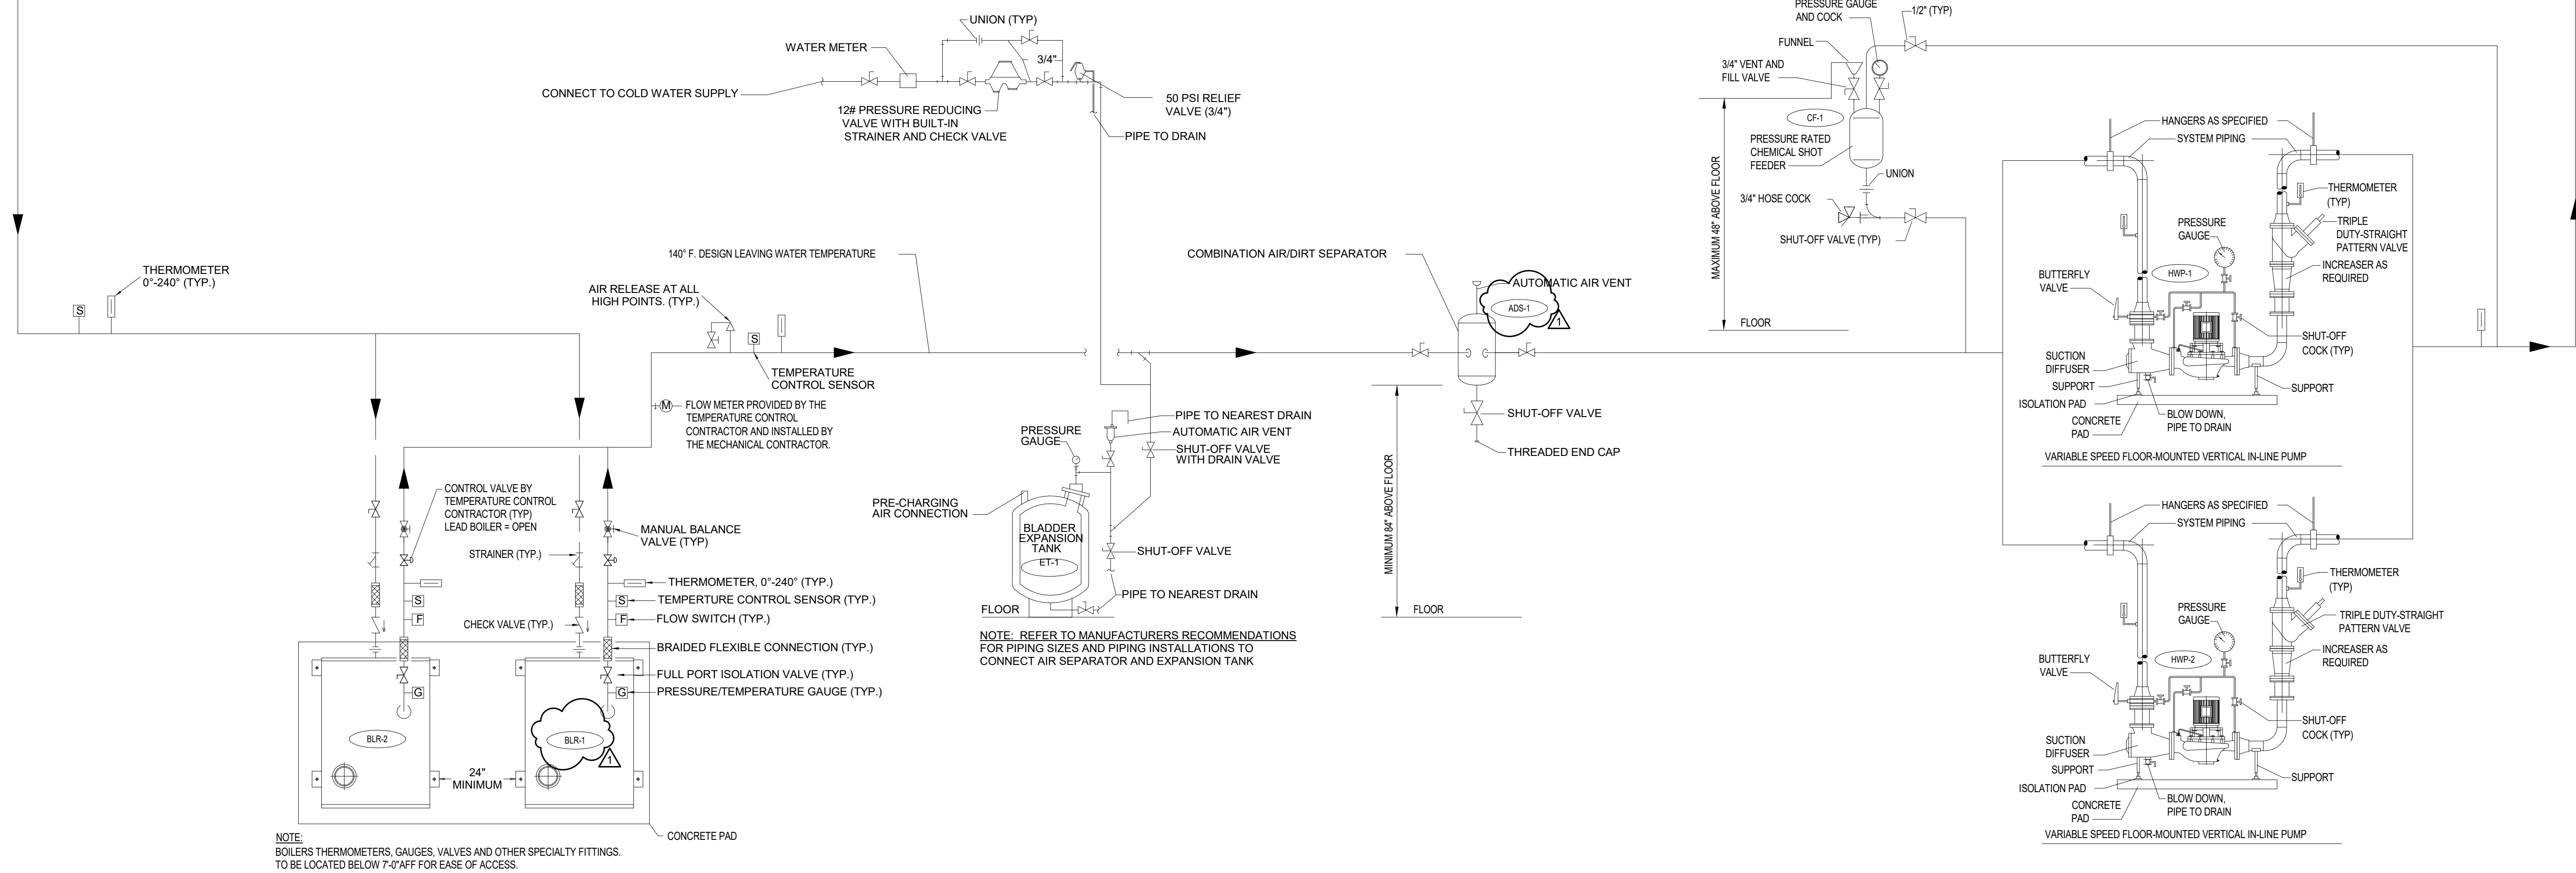 UNION (TYP)
WATER METER
3/4"
CONNECT TO COLD WATER SUPPLY
12# PRESSURE REDUCING
VALVE WITH BUILT-IN
STRAINER AND CHECK VALVE
50 PSI RELIEF
VALVE (3/4")
PIPE TO DRAIN
THERMOMETER
0°-240° (TYP.)
S
AIR RELEASE AT ALL
HIGH POINTS. (TYP.)
S
140° F. DESIGN LEAVING WATER TEMPERATURE
TEMPERATURE
CONTROL SENSOR
M
FLOW METER PROVIDED BY THE
TEMPERATURE CONTROL
CONTRACTOR AND INSTALLED BY
THE MECHANICAL CONTRACTOR.
CONTROL VALVE BY
TEMPERATURE CONTROL
CONTRACTOR (TYP)
LEAD BOILER = OPEN
MANUAL BALANCE
VALVE (TYP)
STRAINER (TYP.)
THERMOMETER, 0°-240° (TYP.)
S
S
TEMPERTURE CONTROL SENSOR (TYP.)
F
CHECK VALVE (TYP.)
F
FLOW SWITCH (TYP.)
BRAIDED FLEXIBLE CONNECTION (TYP.)
FULL PORT ISOLATION VALVE (TYP.)
G
G
PRESSURE/TEMPERATURE GAUGE (TYP.)
BLR-2
BLR-1
1
24"
MINIMUM
CONCRETE PAD
NOTE:
BOILERS THERMOMETERS, GAUGES, VALVES AND OTHER SPECIALTY FITTINGS.
TO BE LOCATED BELOW 7'-0"AFF FOR EASE OF ACCESS.
PIPE TO NEAREST DRAIN
PRESSURE
GAUGE
AUTOMATIC AIR VENT
SHUT-OFF VALVE
WITH DRAIN VALVE
PRE-CHARGING
AIR CONNECTION
BLADDER
EXPANSION
TANK
ET-1
SHUT-OFF VALVE
PIPE TO NEAREST DRAIN
FLOOR
NOTE: REFER TO MANUFACTURERS RECOMMENDATIONS
FOR PIPING SIZES AND PIPING INSTALLATIONS TO
CONNECT AIR SEPARATOR AND EXPANSION TANK
COMBINATION AIR/DIRT SEPARATOR
AUTOMATIC AIR VENT
ADS-1
1
SHUT-OFF VALVE
THREADED END CAP
MINIMUM 84" ABOVE FLOOR
FLOOR
PRESSURE GAUGE
AND COCK
1/2" (TYP)
FUNNEL
3/4" VENT AND
FILL VALVE
CF-1
PRESSURE RATED
CHEMICAL SHOT
FEEDER
UNION
3/4" HOSE COCK
SHUT-OFF VALVE (TYP)
MAXIMUM 48" ABOVE FLOOR
FLOOR
HANGERS AS SPECIFIED
SYSTEM PIPING
THERMOMETER
(TYP)
TRIPLE
DUTY-STRAIGHT
PATTERN VALVE
PRESSURE
GAUGE
HWP-1
INCREASER AS
REQUIRED
BUTTERFLY
VALVE
SHUT-OFF
COCK (TYP)
SUCTION
DIFFUSER
SUPPORT
SUPPORT
ISOLATION PAD
CONCRETE
PAD
BLOW DOWN,
PIPE TO DRAIN
VARIABLE SPEED FLOOR-MOUNTED VERTICAL IN-LINE PUMP
HANGERS AS SPECIFIED
SYSTEM PIPING
THERMOMETER
(TYP)
TRIPLE DUTY-STRAIGHT
PATTERN VALVE
PRESSURE
GAUGE
HWP-2
INCREASER AS
REQUIRED
BUTTERFLY
VALVE
SHUT-OFF
COCK (TYP)
SUCTION
DIFFUSER
SUPPORT
SUPPORT
ISOLATION PAD
CONCRETE
PAD
BLOW DOWN,
PIPE TO DRAIN
VARIABLE SPEED FLOOR-MOUNTED VERTICAL IN-LINE PUMP